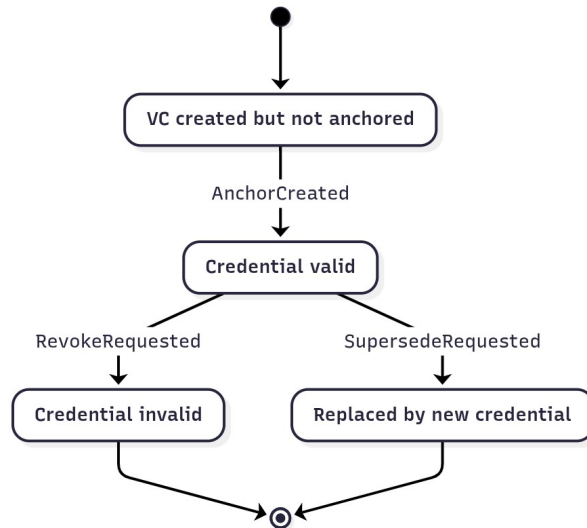 VC created but not anchored
AnchorCreated
Credential valid
RevokeRequested
SupersedeRequested
Credential invalid
Replaced by new credential